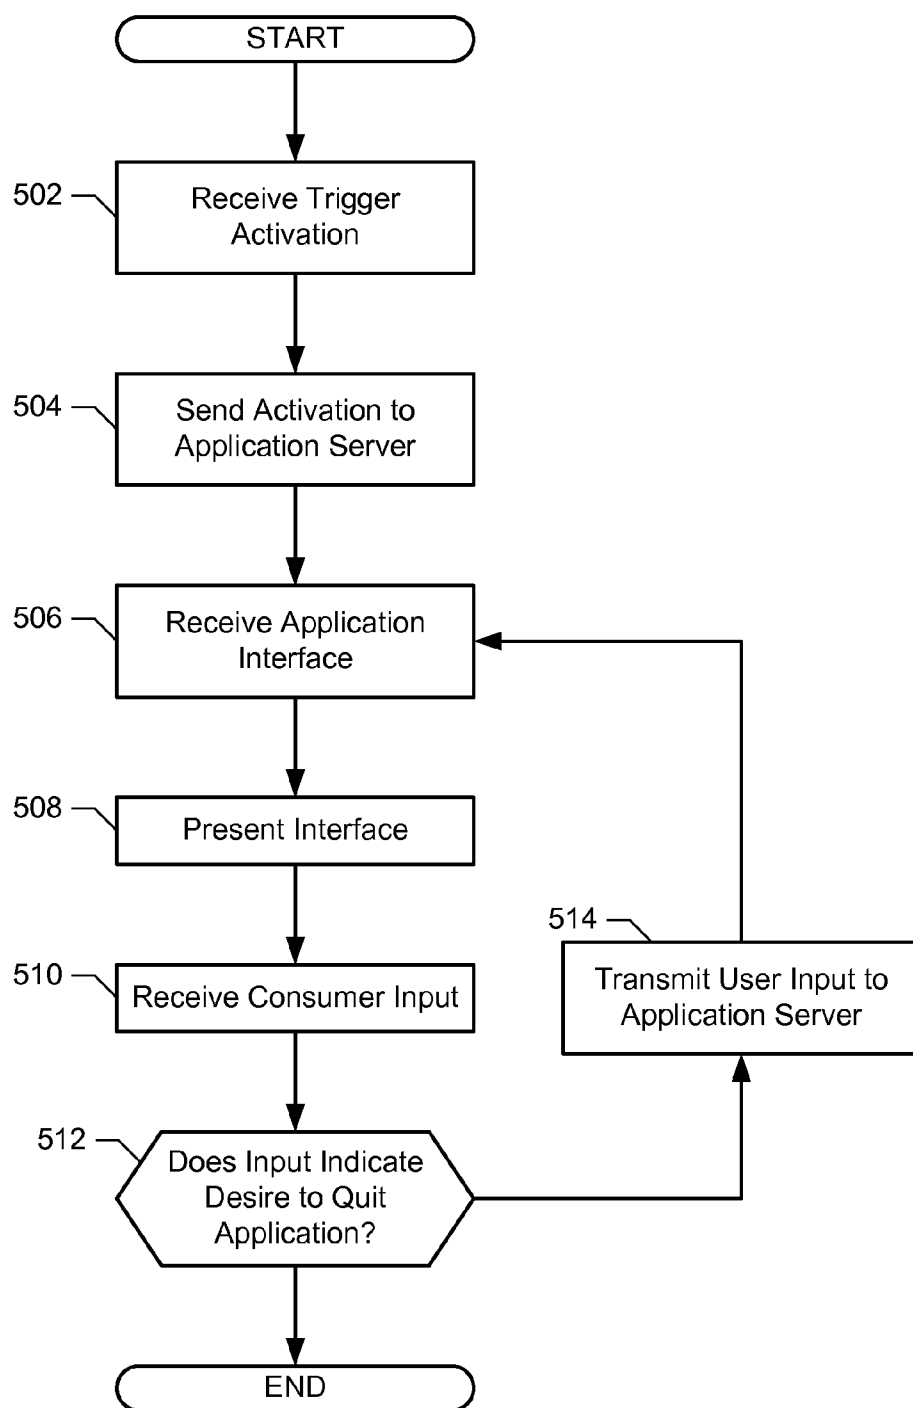 START
502
Receive Trigger
Activation
504
Send Activation to
Application Server
506
Receive Application
Interface
508
Present Interface
510
Receive Consumer Input
512
Does Input Indicate
Desire to Quit
Application?
514
Transmit User Input to
Application Server
END